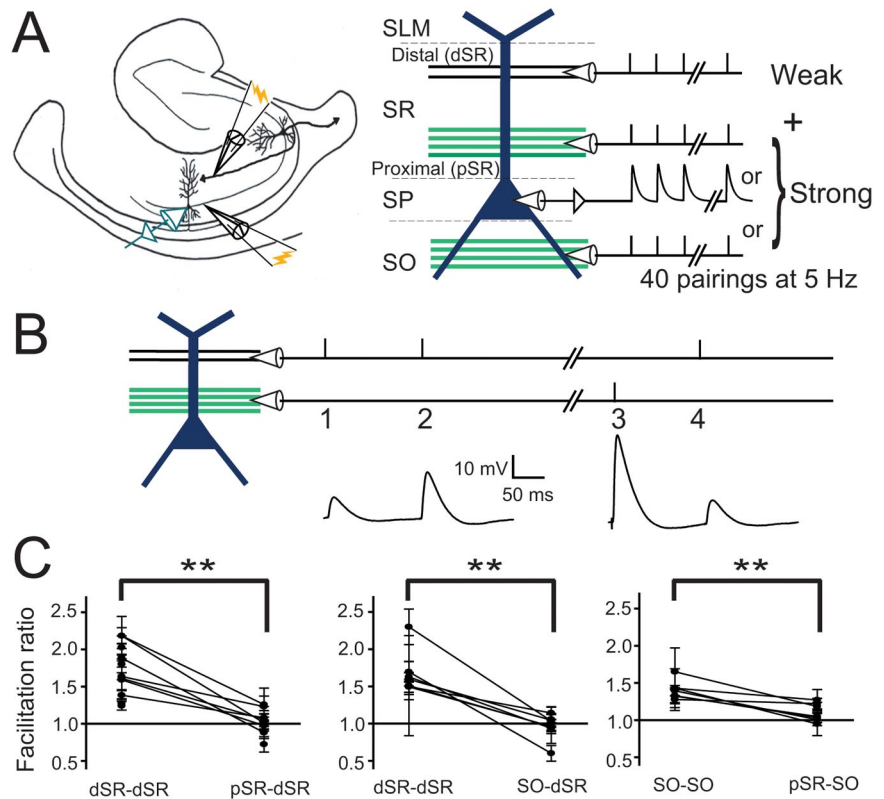 A
SLM
Distal (dSR)
SR
Proximal (pSR)
SP
SO
Weak
+
or
Strong
or
40 pairings at 5 Hz
B
1 2 3 4
10 mV
50 ms
C
** ** **
Facilitation ratio
2.5 2.5 2.5
2.0 2.0 2.0
1.5 1.5 1.5
1.0 1.0 1.0
0.5 0.5 0.5
dSR-dSR pSR-dSR dSR-dSR SO-dSR SO-SO pSR-SO